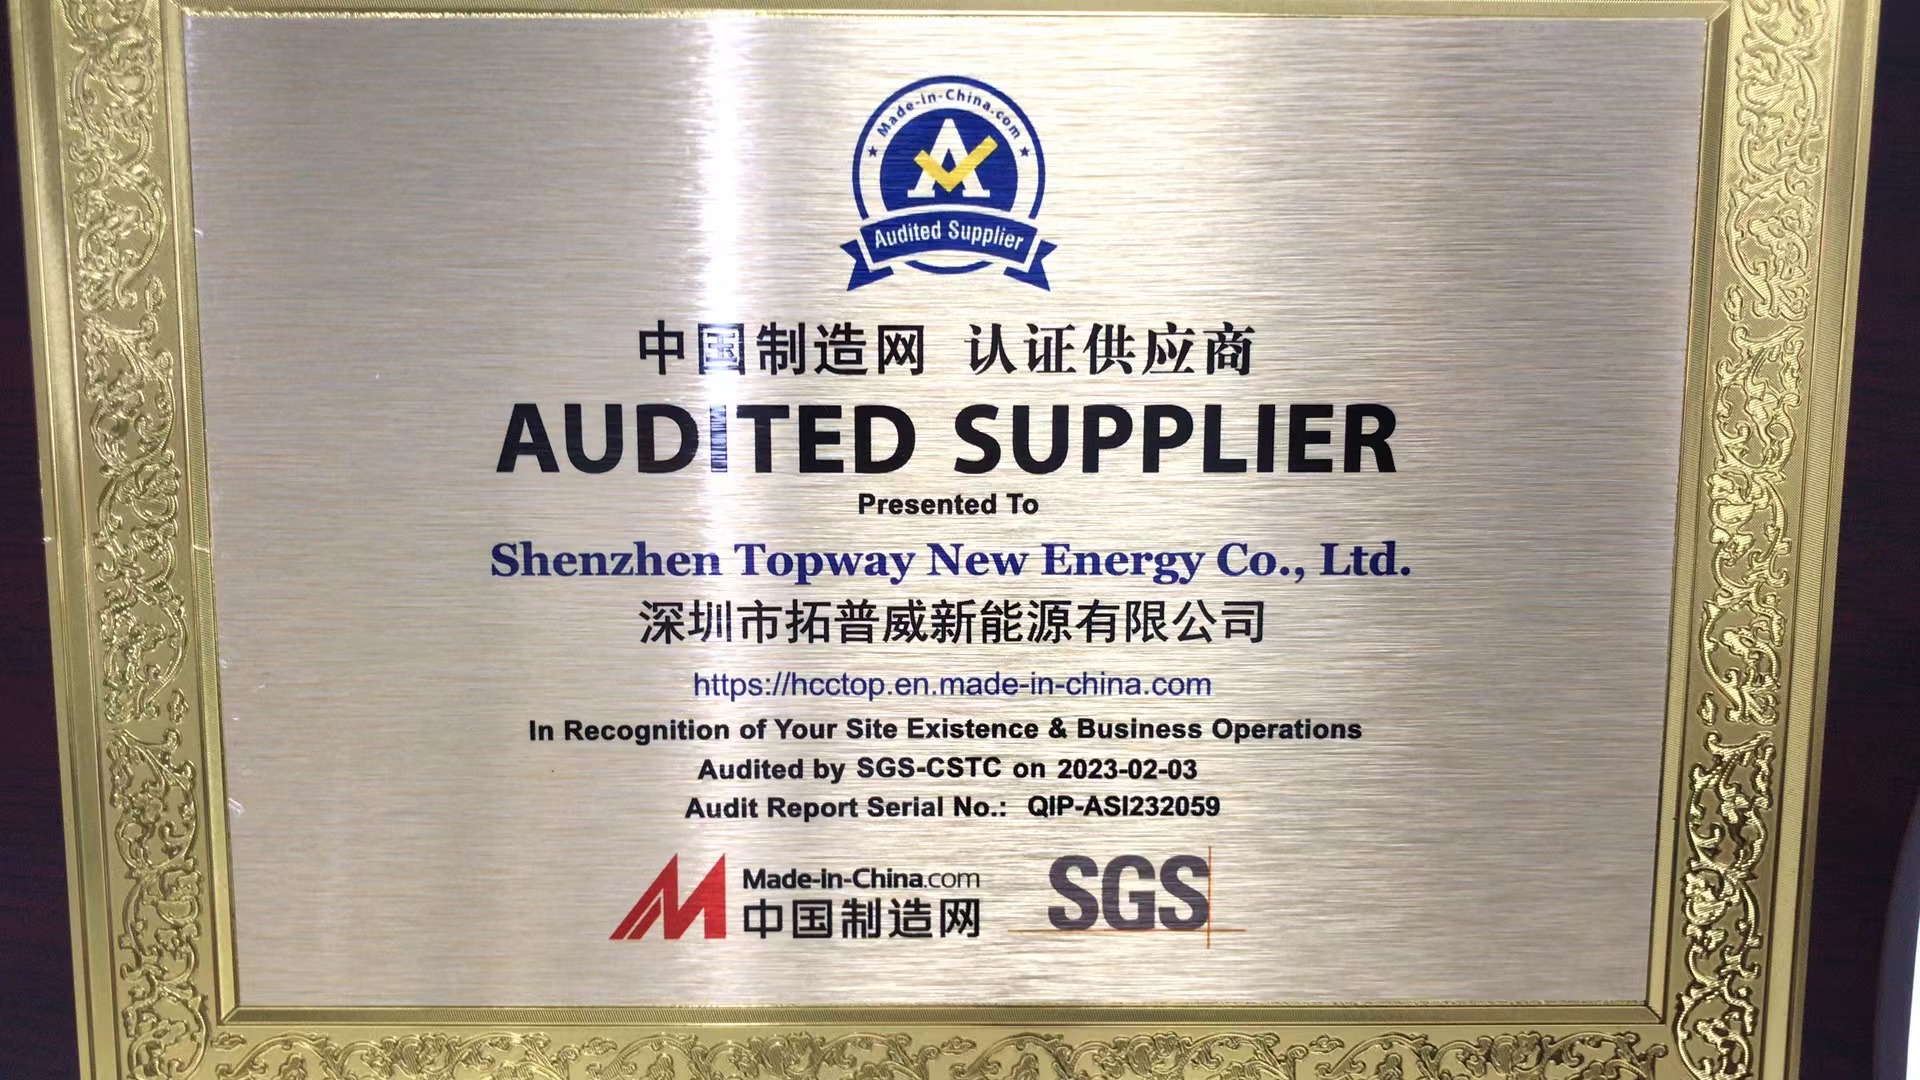 Made-in-China.com
A
Audited Supplier
中国制造网 认证供应商
AUDITED SUPPLIER
Presented To
Shenzhen Topway New Energy Co., Ltd.
深圳市拓普威新能源有限公司
https://hcctop.en.made-in-china.com
In Recognition of Your Site Existence & Business Operations
Audited by SGS-CSTC on 2023-02-03
Audit Report Serial No.: QIP-ASI232059
Made-in-China.com
中国制造网
SGS